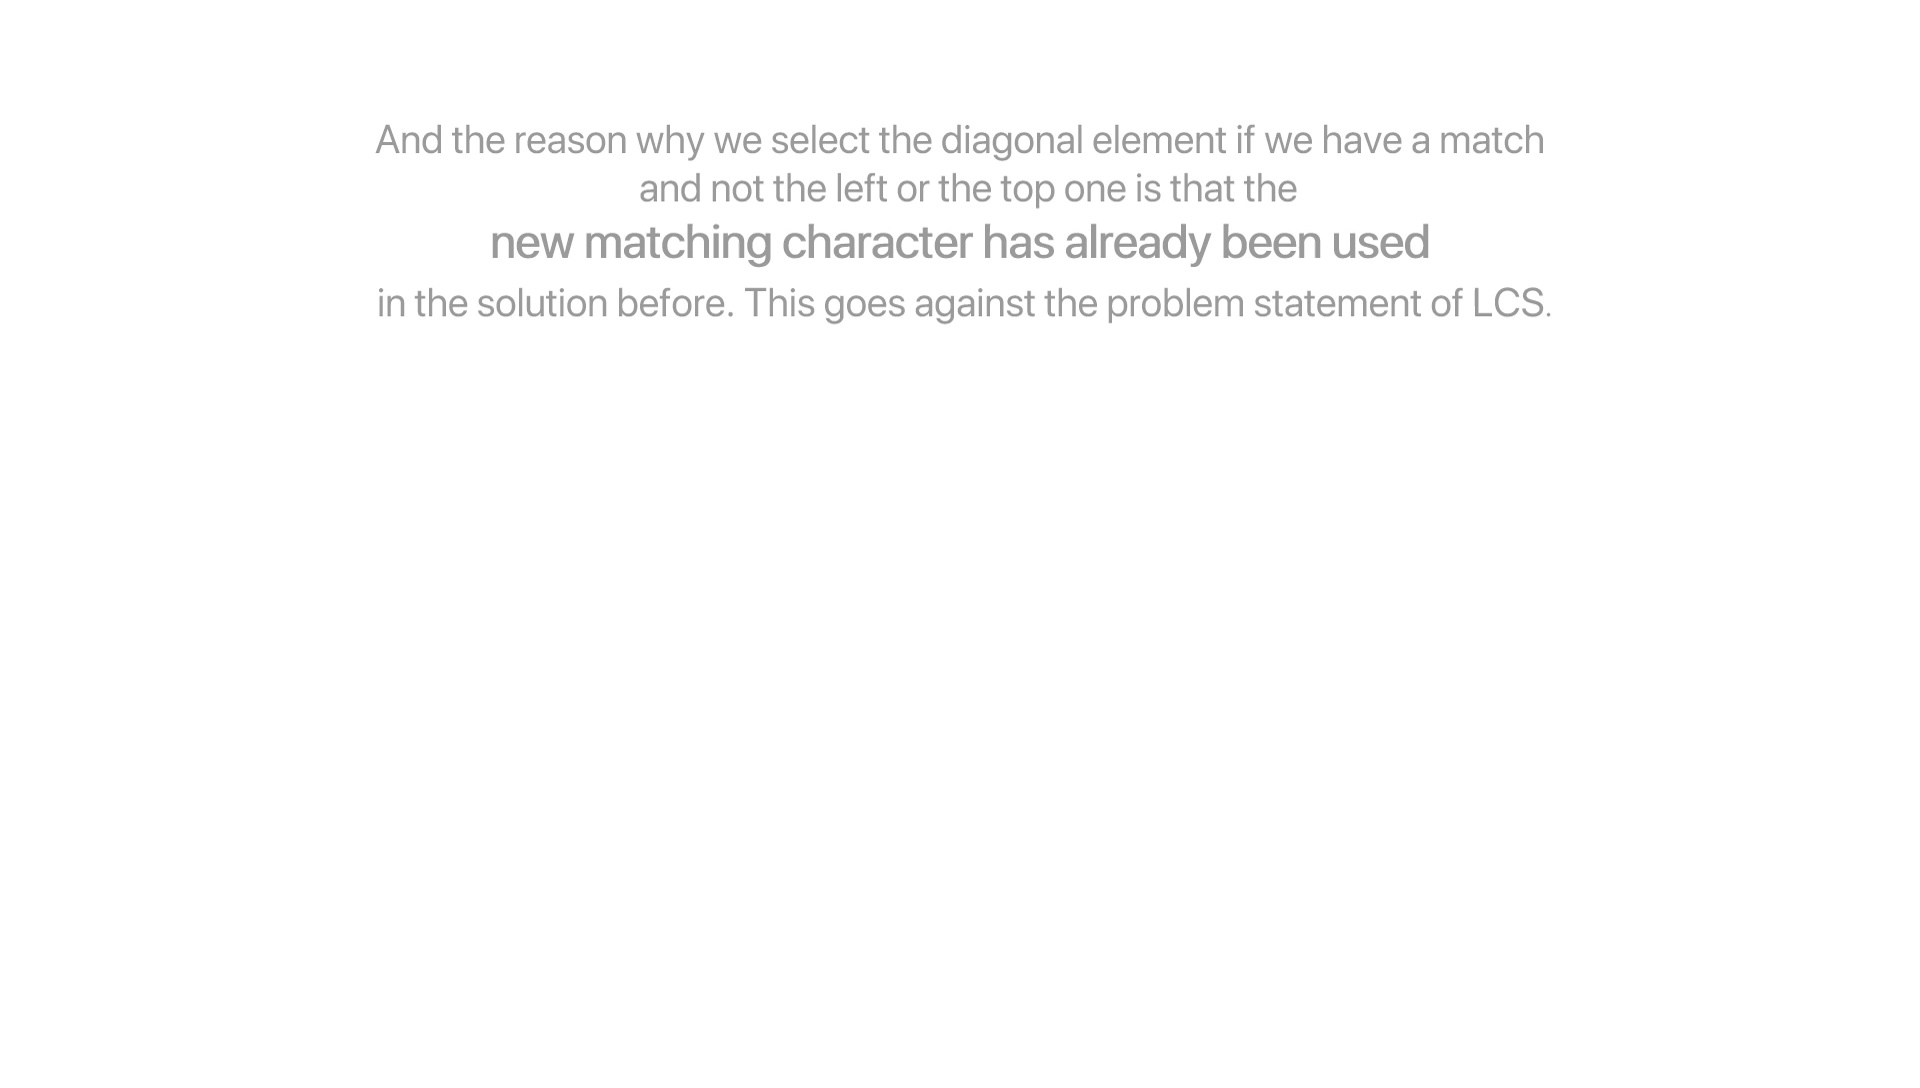 And the reason why we select the diagonal element if we have a match
and not the left or the top one is that the
new matching character has already been used
in the solution before. This goes against the problem statement of LCS.